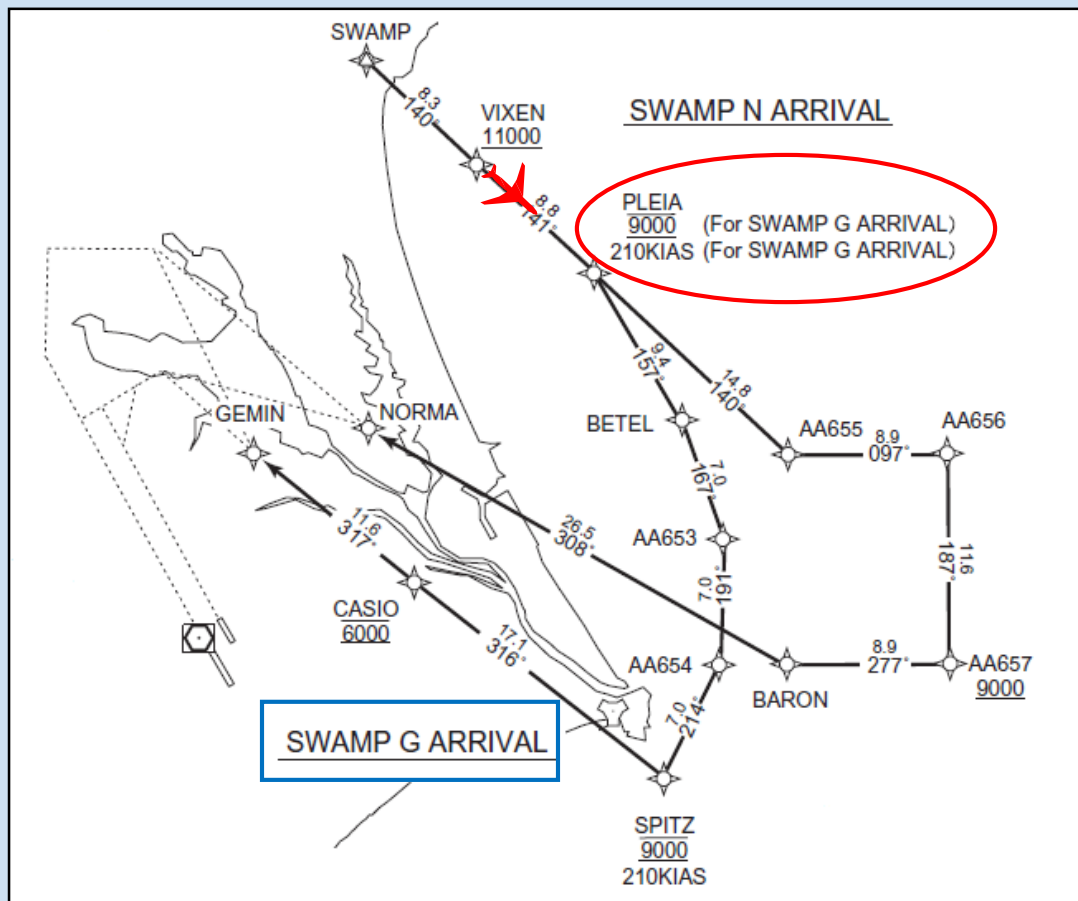 SWAMP
8.3
140°
VIXEN
11000
SWAMP N ARRIVAL
8.8
141°
PLEIA
9000 (For SWAMP G ARRIVAL)
210KIAS (For SWAMP G ARRIVAL)
9.4
157°
14.8
140°
GEMIN
NORMA
BETEL
AA655
8.9
097°
AA656
7.0
167°
11.6
317°
26.5
308°
AA653
11.6
187°
CASIO
6000
7.0
191°
17.1
316°
AA654
8.9
277°
BARON
AA657
9000
7.0
214°
SWAMP G ARRIVAL
SPITZ
9000
210KIAS